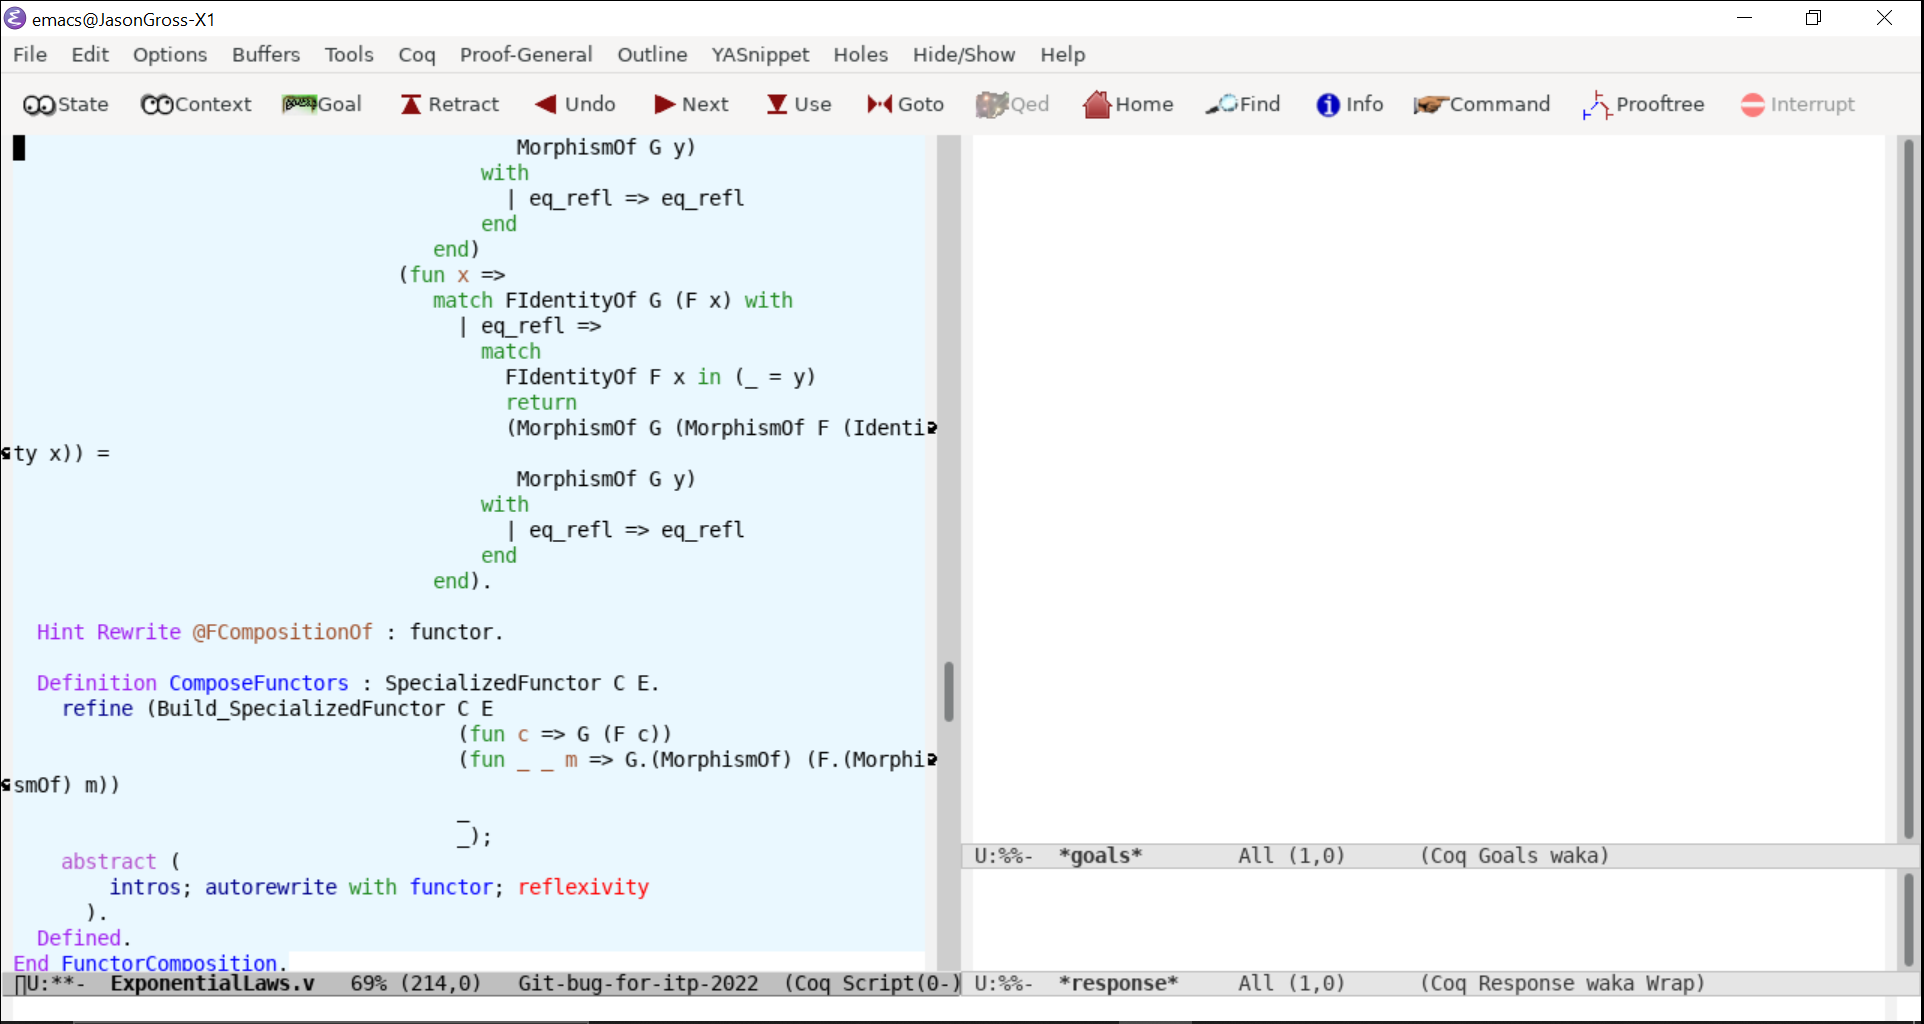 emacs@JasonGross-X1
File Edit Options Buffers Tools Coq Proof-General Outline YASnippet Holes Hide/Show Help
State Context Goal Retract Undo Next Use Goto Qed Home Find Info Command Prooftree Interrupt
MorphismOf G y)
with
| eq_refl => eq_refl
end
end)
(fun x =>
match FIdentityOf G (F x) with
| eq_refl =>
match
FIdentityOf F x in (_ = y)
return
(MorphismOf G (MorphismOf F (Identi
ty x)) =
MorphismOf G y)
with
| eq_refl => eq_refl
end
end).
Hint Rewrite @FCompositionOf : functor.
Definition ComposeFunctors : SpecializedFunctor C E.
refine (Build_SpecializedFunctor C E
(fun c => G (F c))
(fun _ _ m => G.(MorphismOf) (F.(Morphi
smOf) m))
_
_);
abstract (
intros; autorewrite with functor; reflexivity
).
Defined.
End FunctorComposition.
U:**- ExponentialLaws.v 69% (214,0) Git-bug-for-itp-2022 (Coq Script(0-)
U:%%- *goals* All (1,0) (Coq Goals waka)
U:%%- *response* All (1,0) (Coq Response waka Wrap)